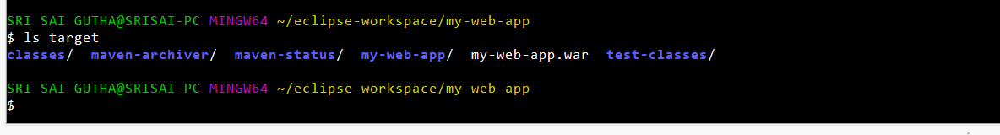 SRI SAI GUTHA@SRISAI-PC MINGW64 ~/eclipse-workspace/my-web-app
$ ls target
classes/  maven-archiver/  maven-status/  my-web-app/  my-web-app.war  test-classes/
SRI SAI GUTHA@SRISAI-PC MINGW64 ~/eclipse-workspace/my-web-app
$